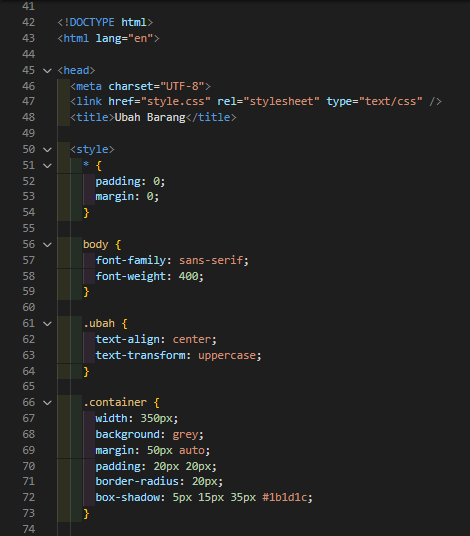 41
42 <!DOCTYPE html>
43 <html lang="en">
44
45 <head>
46 <meta charset="UTF-8">
47 <link href="style.css" rel="stylesheet" type="text/css" />
48 <title>Ubah Barang</title>
49
50 <style>
51 * {
52 padding: 0;
53 margin: 0;
54 }
55
56 body {
57 font-family: sans-serif;
58 font-weight: 400;
59 }
60
61 .ubah {
62 text-align: center;
63 text-transform: uppercase;
64 }
65
66 .container {
67 width: 350px;
68 background: grey;
69 margin: 50px auto;
70 padding: 20px 20px;
71 border-radius: 20px;
72 box-shadow: 5px 15px 35px #1b1d1c;
73 }
74